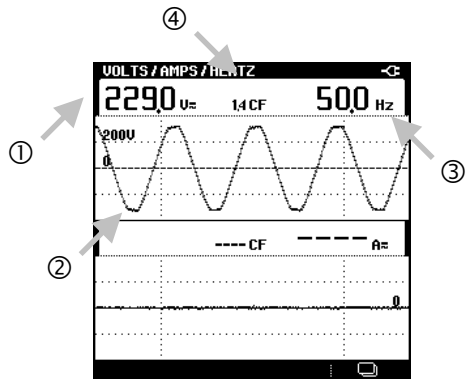 ④
VOLTS/AMPS/HERTZ
229.0 V≂ 1.4 CF 50.0 Hz
①
200V
③
0
②
---- CF ----- A≂
0